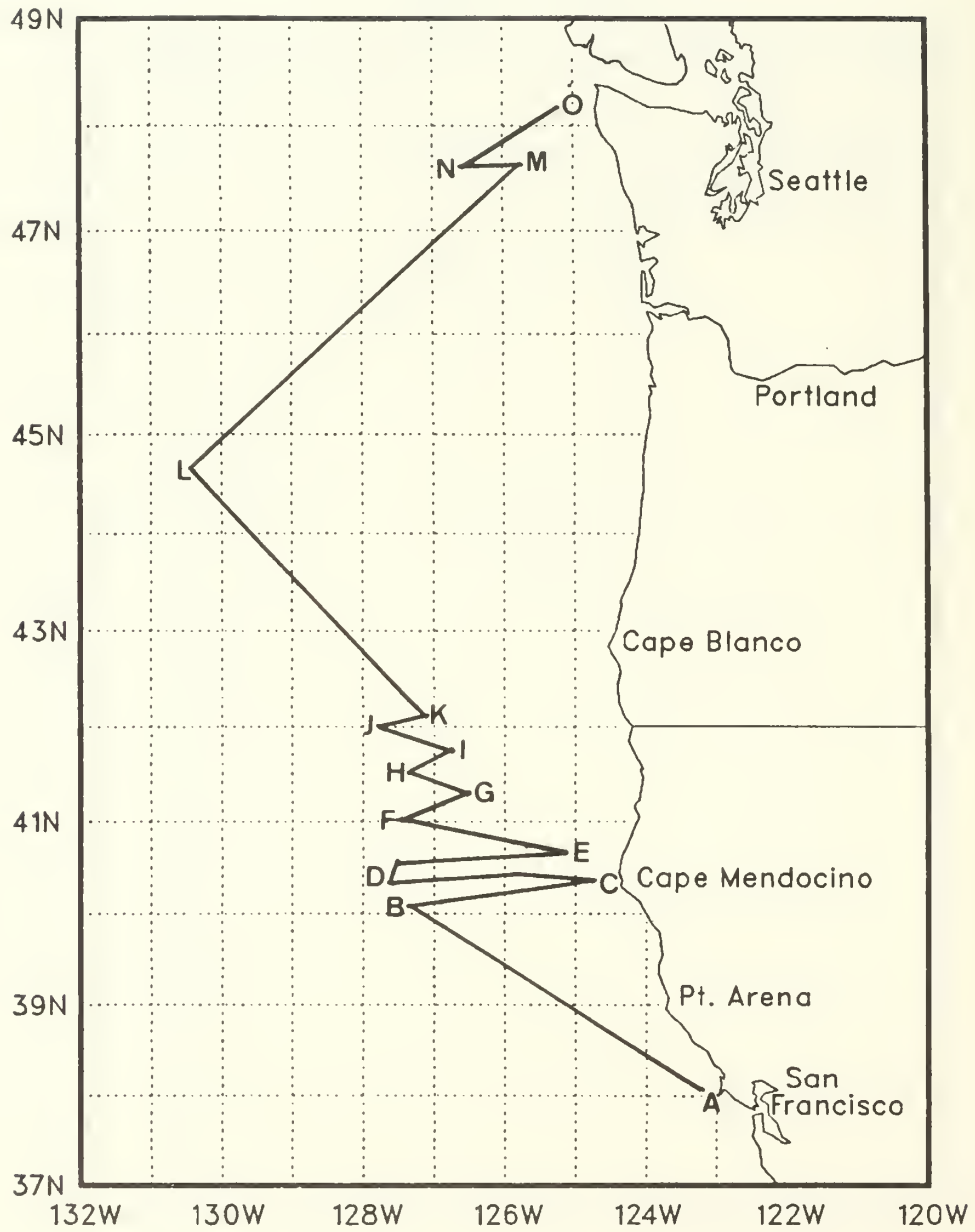 49N
O
N
M
Seattle
47N
Portland
45N
L
43N
Cape Blanco
K
J
I
H
G
41N
F
E
D
C
Cape Mendocino
B
39N
Pt. Arena
San
Francisco
A
37N
132W 130W 128W 126W 124W 122W 120W